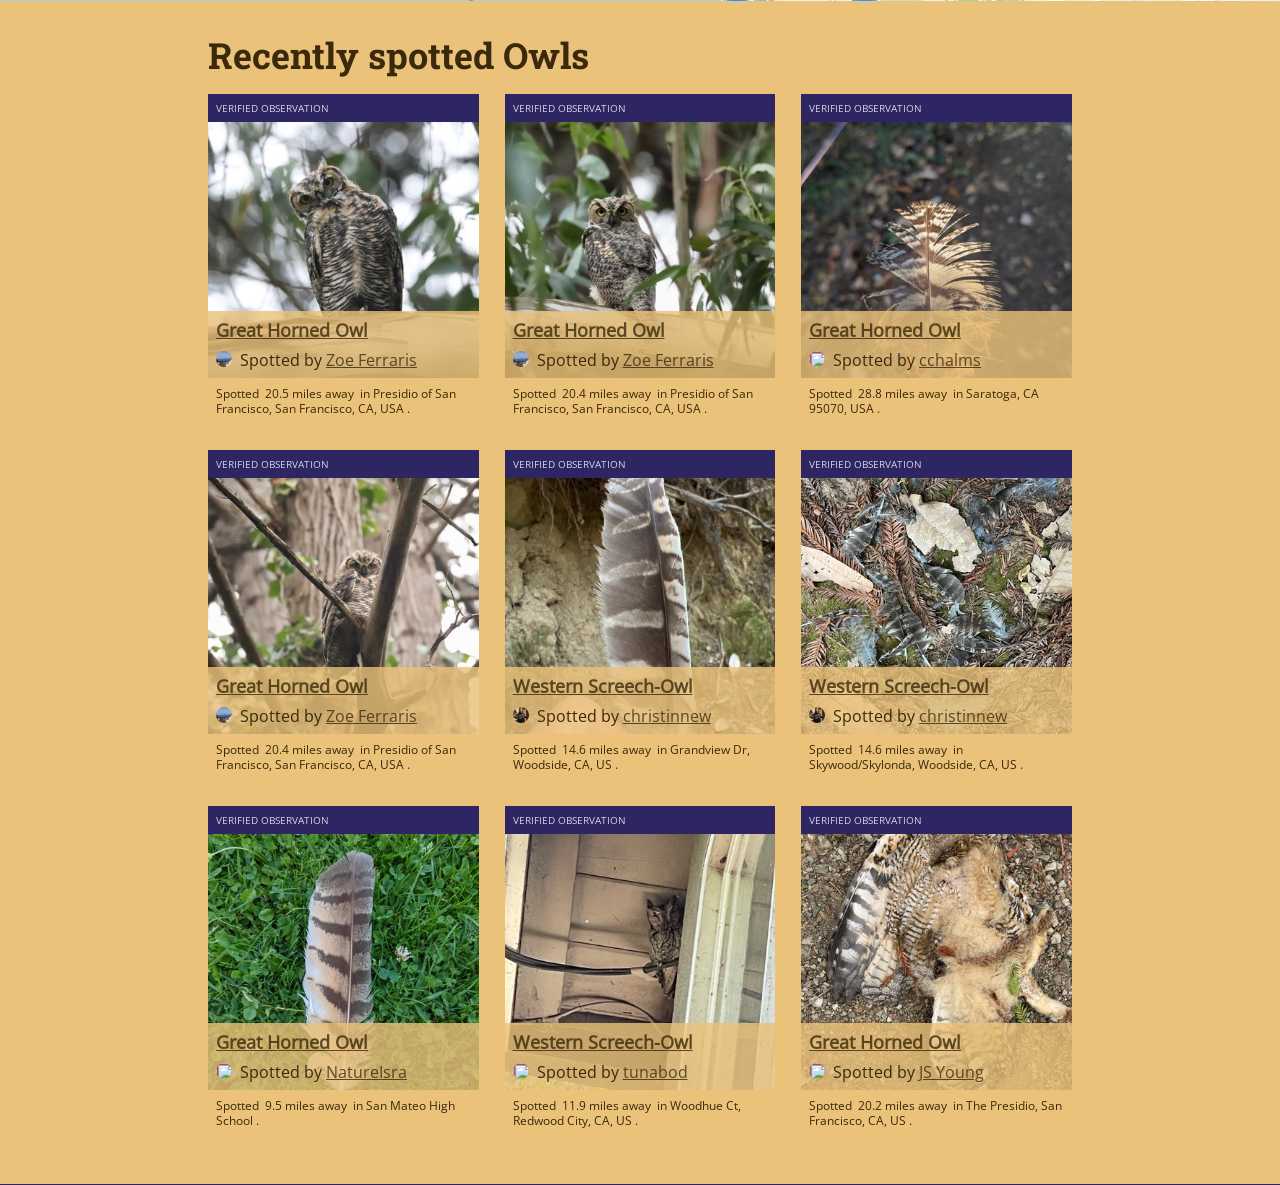 Recently spotted Owls
VERIFIED OBSERVATION
Great Horned Owl
Spotted by Zoe Ferraris
Spotted 20.5 miles away in Presidio of San
Francisco, San Francisco, CA, USA .
VERIFIED OBSERVATION
Great Horned Owl
Spotted by Zoe Ferraris
Spotted 20.4 miles away in Presidio of San
Francisco, San Francisco, CA, USA .
VERIFIED OBSERVATION
Great Horned Owl
Spotted by cchalms
Spotted 28.8 miles away in Saratoga, CA
95070, USA .
VERIFIED OBSERVATION
Great Horned Owl
Spotted by Zoe Ferraris
Spotted 20.4 miles away in Presidio of San
Francisco, San Francisco, CA, USA .
VERIFIED OBSERVATION
Western Screech-Owl
Spotted by christinnew
Spotted 14.6 miles away in Grandview Dr,
Woodside, CA, US .
VERIFIED OBSERVATION
Western Screech-Owl
Spotted by christinnew
Spotted 14.6 miles away in
Skywood/Skylonda, Woodside, CA, US .
VERIFIED OBSERVATION
Great Horned Owl
Spotted by NatureIsra
Spotted 9.5 miles away in San Mateo High
School .
VERIFIED OBSERVATION
Western Screech-Owl
Spotted by tunabod
Spotted 11.9 miles away in Woodhue Ct,
Redwood City, CA, US .
VERIFIED OBSERVATION
Great Horned Owl
Spotted by JS Young
Spotted 20.2 miles away in The Presidio, San
Francisco, CA, US .